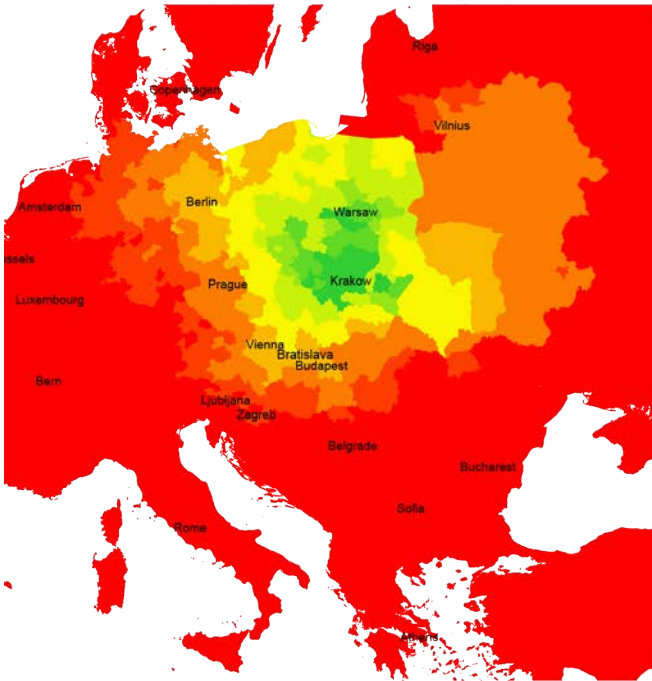 Riga
Copenhagen
Vilnius
Berlin
Amsterdam
Warsaw
ussels
Krakow
Prague
Luxembourg
Vienna
Bratislava
Budapest
Bern
Ljubljana
Zagreb
Belgrade
Bucharest
Sofia
Rome
Athens